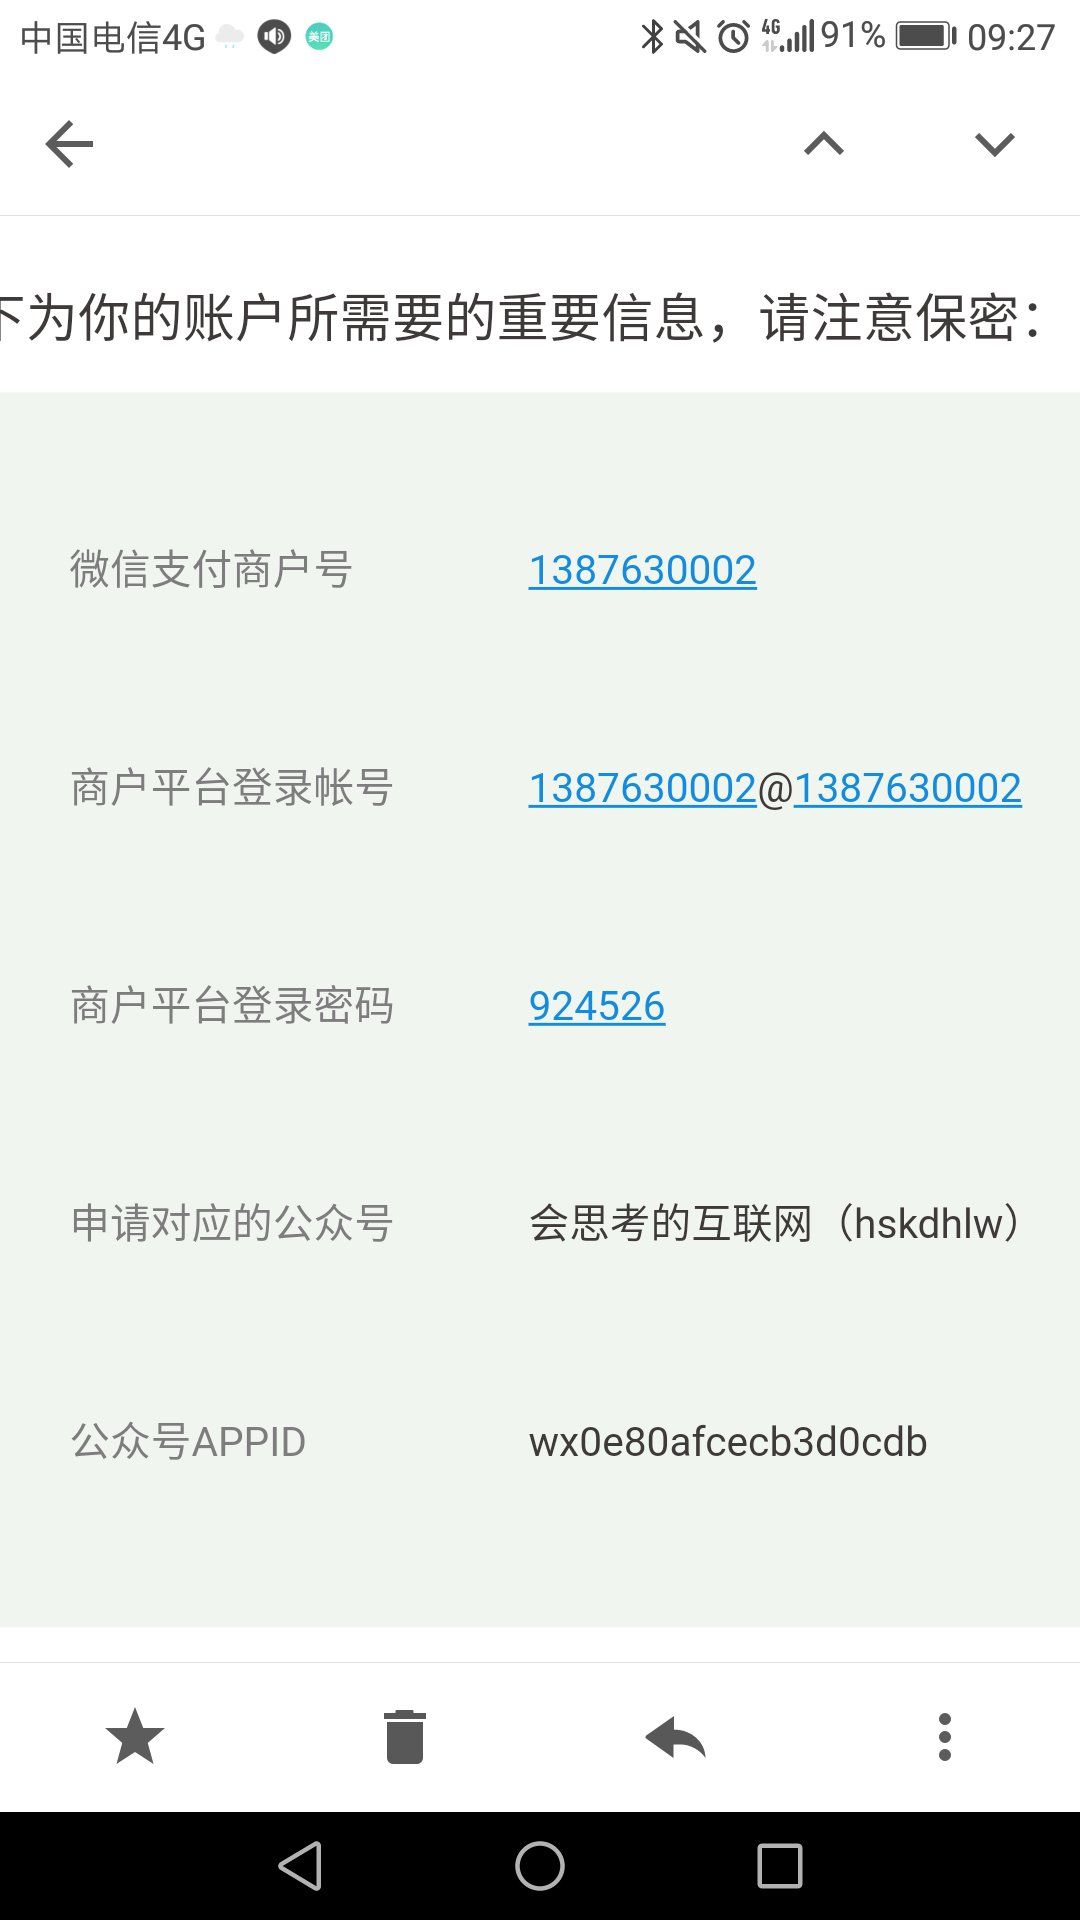 中国电信4G 美团 4G 91% 09:27
下为你的账户所需要的重要信息，请注意保密：
微信支付商户号 1387630002
商户平台登录帐号 1387630002@1387630002
商户平台登录密码 924526
申请对应的公众号 会思考的互联网（hskdhlw）
公众号APPID wx0e80afcecb3d0cdb